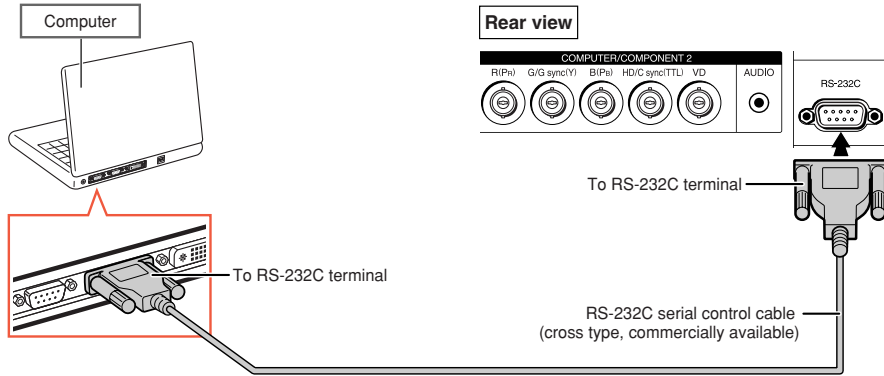 Computer
Rear view
COMPUTER/COMPONENT 2
R(PR) G/G sync(Y) B(PB) HD/C sync(TTL) VD
AUDIO
RS-232C
To RS-232C terminal
To RS-232C terminal
RS-232C serial control cable
(cross type, commercially available)